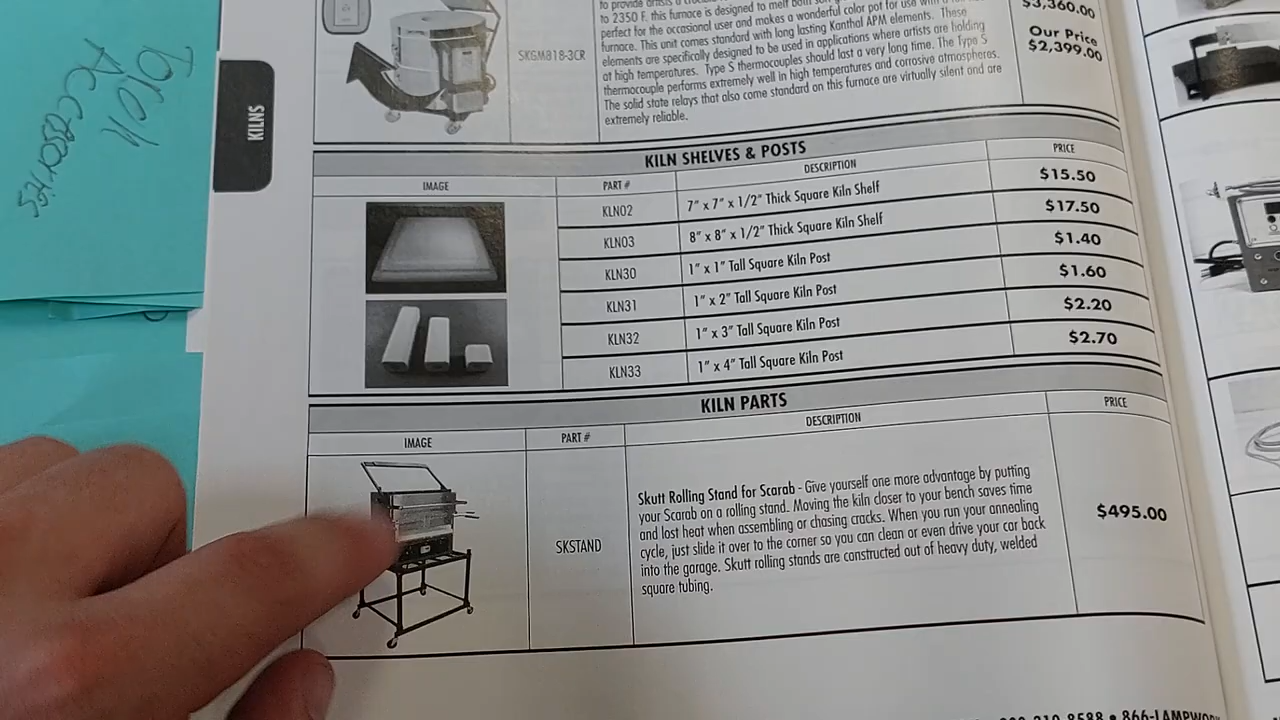 Torch
Accessories
KILNS
SKGM818-3CR
to 2350 F. this furnace is designed to melt both
perfect for the occasional user and makes a wonderful color pot for use with a
furnace. This unit comes standard with long lasting Kanthal APM elements. These
elements are specifically designed to be used in applications where artists are holding
at high temperatures. Type S thermocouples should last a very long time. The Type S
thermocouple performs extremely well in high temperatures and corrosive atmospheres.
The solid state relays that also come standard on this furnace are virtually silent and are
extremely reliable.
$3,360.00
Our Price
$2,399.00
KILN SHELVES & POSTS
IMAGE PART # DESCRIPTION PRICE
KLN02 7" x 7" x 1/2" Thick Square Kiln Shelf $15.50
KLN03 8" x 8" x 1/2" Thick Square Kiln Shelf $17.50
KLN30 1" x 1" Tall Square Kiln Post $1.40
KLN31 1" x 2" Tall Square Kiln Post $1.60
KLN32 1" x 3" Tall Square Kiln Post $2.20
KLN33 1" x 4" Tall Square Kiln Post $2.70
KILN PARTS
IMAGE PART # DESCRIPTION PRICE
SKSTAND
Skutt Rolling Stand for Scarab - Give yourself one more advantage by putting
your Scarab on a rolling stand. Moving the kiln closer to your bench saves time
and lost heat when assembling or chasing cracks. When you run your annealing
cycle, just slide it over to the corner so you can clean or even drive your car back
into the garage. Skutt rolling stands are constructed out of heavy duty, welded
square tubing.
$495.00
8588 • 866-LAMPWORK